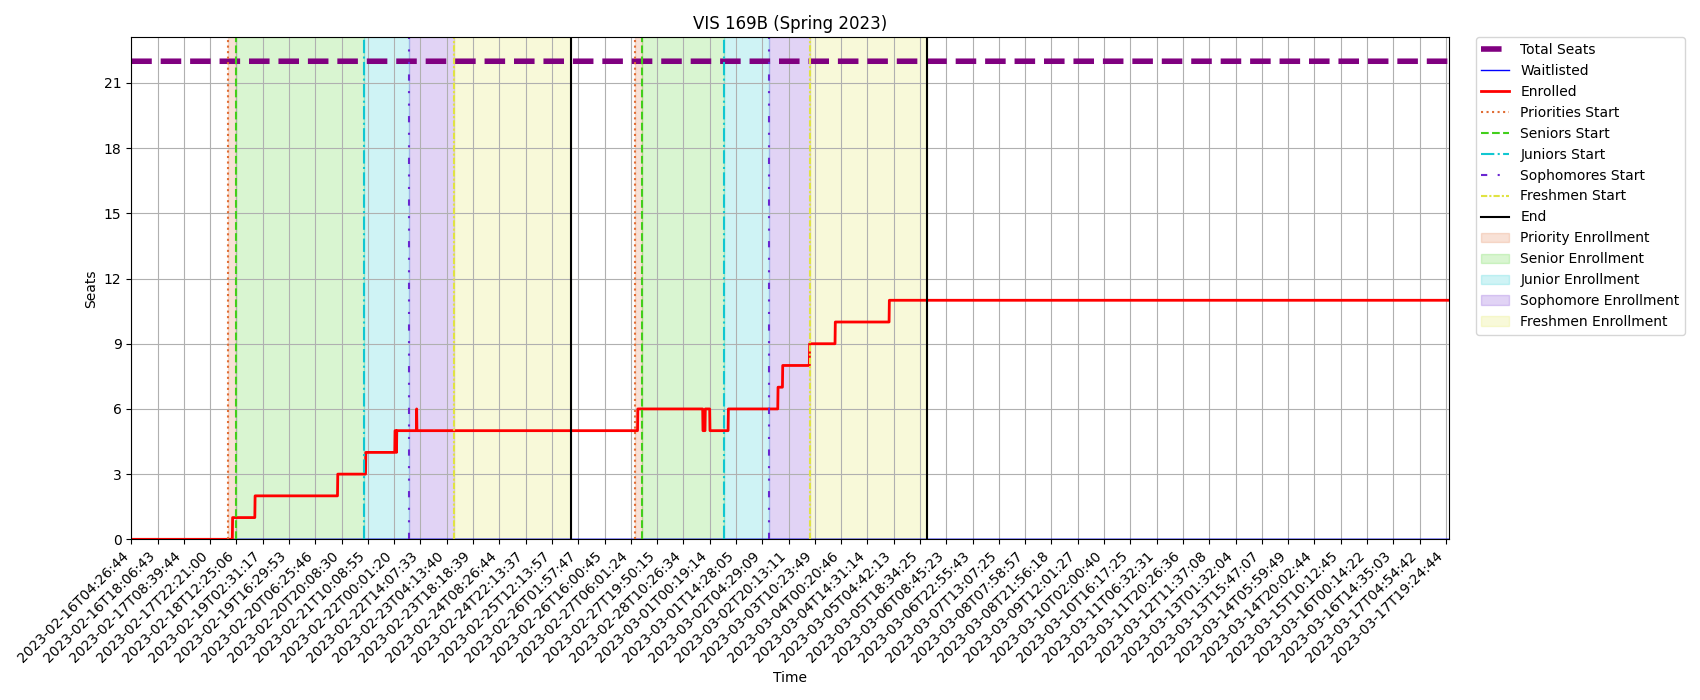 VIS 169B (Spring 2023)
Seats
21
18
15
12
9
6
3
0
2023-02-16T04:26:44
2023-02-16T18:06:43
2023-02-17T08:39:44
2023-02-17T22:21:00
2023-02-18T12:25:06
2023-02-19T02:31:17
2023-02-19T16:29:53
2023-02-20T06:25:46
2023-02-20T20:08:30
2023-02-21T10:08:55
2023-02-22T00:01:20
2023-02-22T14:07:33
2023-02-23T04:13:40
2023-02-23T18:18:39
2023-02-24T08:26:44
2023-02-24T22:13:37
2023-02-25T12:13:57
2023-02-26T01:57:47
2023-02-26T16:00:45
2023-02-27T06:01:24
2023-02-27T19:50:15
2023-02-28T10:26:34
2023-03-01T00:19:14
2023-03-01T14:28:05
2023-03-02T04:29:09
2023-03-02T20:13:11
2023-03-03T10:23:49
2023-03-04T00:20:46
2023-03-04T14:31:14
2023-03-05T04:42:13
2023-03-05T18:34:25
2023-03-06T08:45:23
2023-03-06T22:55:43
2023-03-07T13:07:25
2023-03-08T07:58:57
2023-03-08T21:56:18
2023-03-09T12:01:27
2023-03-10T02:00:40
2023-03-10T16:17:25
2023-03-11T06:32:31
2023-03-11T20:26:36
2023-03-12T11:37:08
2023-03-13T01:32:04
2023-03-13T15:47:07
2023-03-14T05:59:49
2023-03-14T20:02:44
2023-03-15T10:12:45
2023-03-16T00:14:22
2023-03-16T14:35:03
2023-03-17T04:54:42
2023-03-17T19:24:44
Time
Total Seats
Waitlisted
Enrolled
Priorities Start
Seniors Start
Juniors Start
Sophomores Start
Freshmen Start
End
Priority Enrollment
Senior Enrollment
Junior Enrollment
Sophomore Enrollment
Freshmen Enrollment